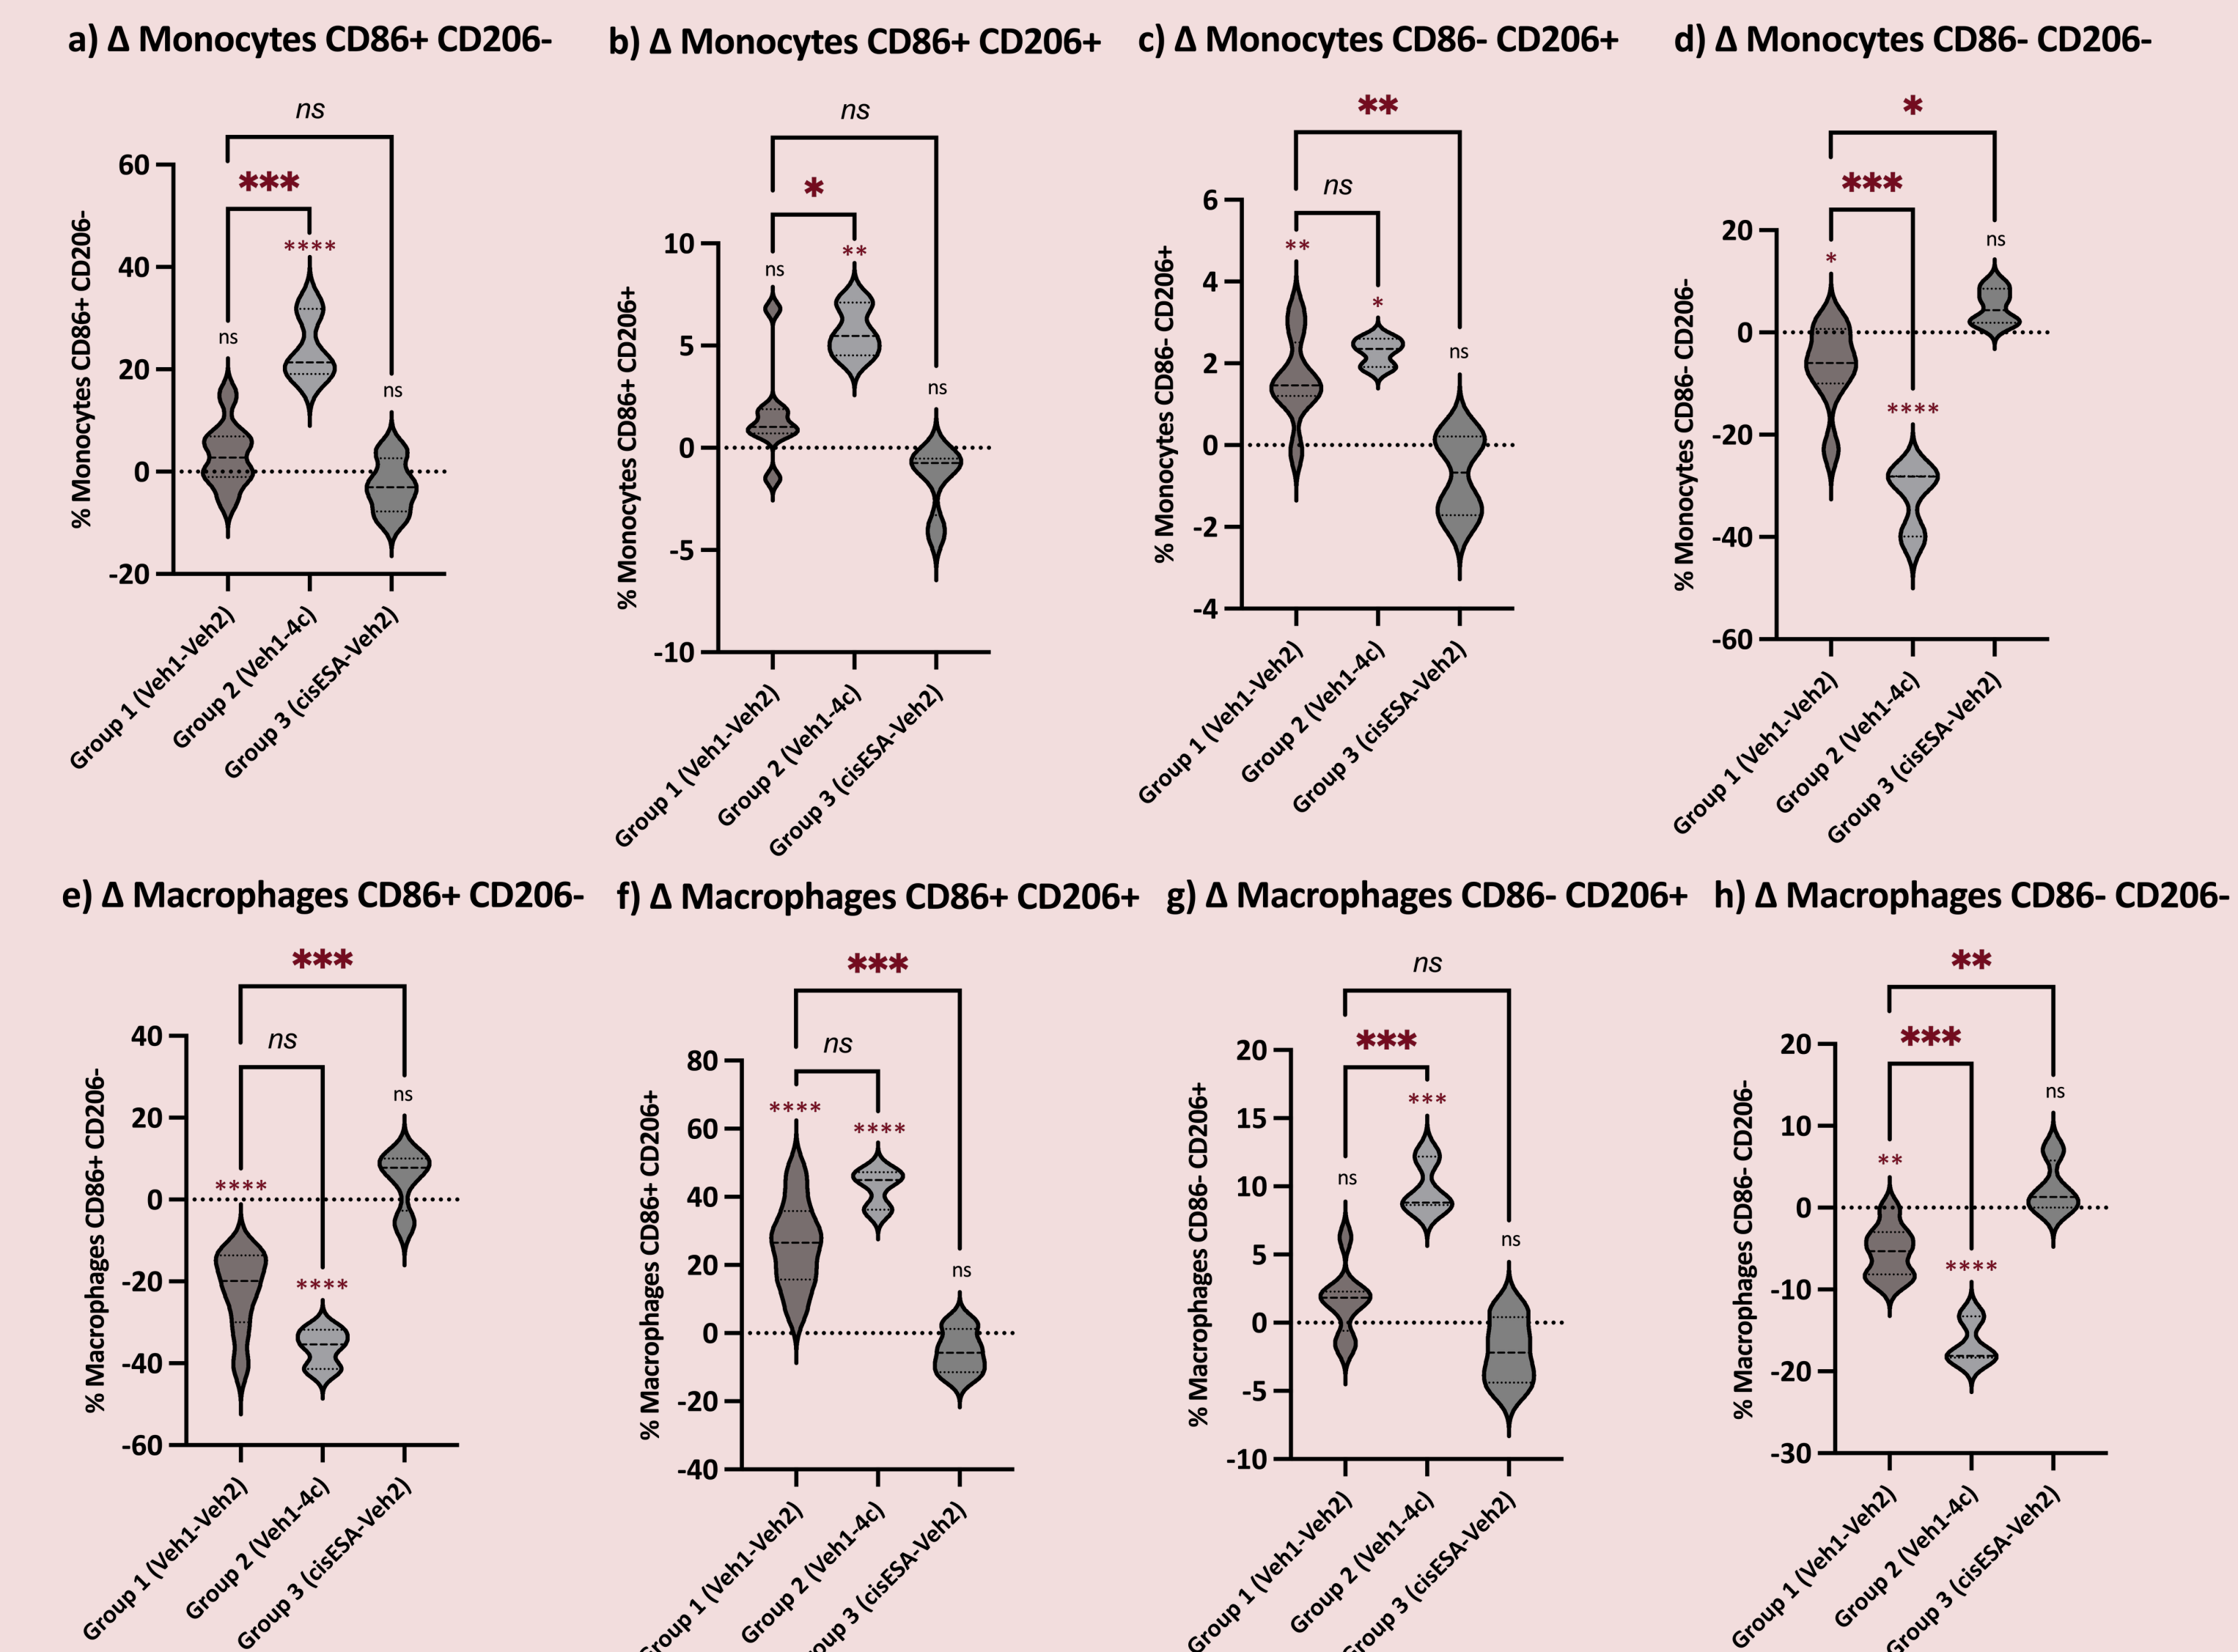 a) Δ Monocytes CD86+ CD206-
ns
***
****
ns
ns
60
40
20
0
-20
% Monocytes CD86+ CD206-
Group 1 (Veh1-Veh2)
Group 2 (Veh1-4c)
Group 3 (cisESA-Veh2)
b) Δ Monocytes CD86+ CD206+
ns
*
**
ns
ns
10
5
0
-5
-10
% Monocytes CD86+ CD206+
Group 1 (Veh1-Veh2)
Group 2 (Veh1-4c)
Group 3 (cisESA-Veh2)
c) Δ Monocytes CD86- CD206+
**
ns
**
*
ns
6
4
2
0
-2
-4
% Monocytes CD86- CD206+
Group 1 (Veh1-Veh2)
Group 2 (Veh1-4c)
Group 3 (cisESA-Veh2)
d) Δ Monocytes CD86- CD206-
*
***
ns
*
****
20
0
-20
-40
-60
% Monocytes CD86- CD206-
Group 1 (Veh1-Veh2)
Group 2 (Veh1-4c)
Group 3 (cisESA-Veh2)
e) Δ Macrophages CD86+ CD206-
***
ns
ns
****
****
40
20
0
-20
-40
-60
% Macrophages CD86+ CD206-
Group 1 (Veh1-Veh2)
Group 2 (Veh1-4c)
Group 3 (cisESA-Veh2)
f) Δ Macrophages CD86+ CD206+
***
ns
****
****
ns
80
60
40
20
0
-20
-40
% Macrophages CD86+ CD206+
Group 1 (Veh1-Veh2)
Group 2 (Veh1-4c)
3 (cisESA-Veh2)
g) Δ Macrophages CD86- CD206+
ns
***
***
ns
ns
20
15
10
5
0
-5
-10
% Macrophages CD86- CD206+
Group 1 (Veh1-Veh2)
Group 2 (Veh1-4c)
Group 3 (cisESA-Veh2)
h) Δ Macrophages CD86- CD206-
**
***
ns
**
****
20
10
0
-10
-20
-30
% Macrophages CD86- CD206-
Group 1 (Veh1-Veh2)
Group 2 (Veh1-4c)
Group 3 (cisESA-Veh2)